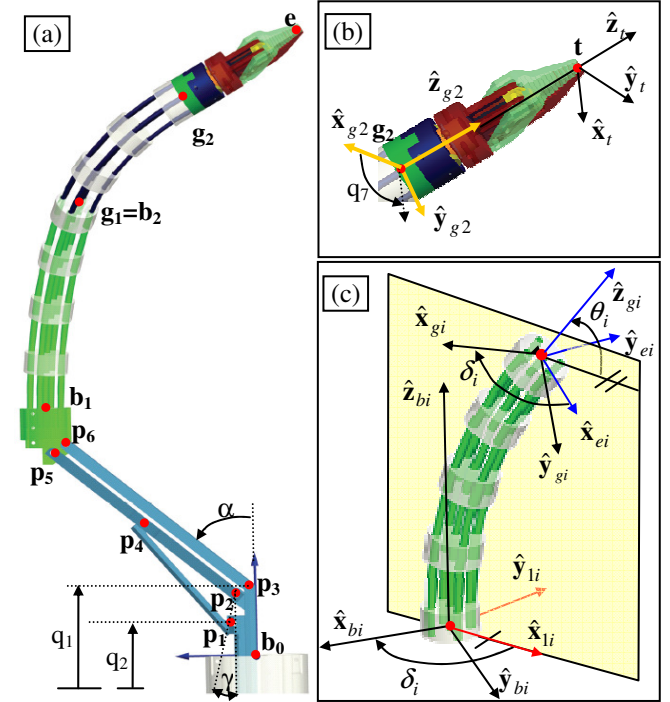 (a)
e
g₂
g₁=b₂
b₁
p₆
p₅
α
p₄
p₃
p₂
p₁
b₀
q₁
q₂
γ
(b)
t
ẑ_t
ŷ_t
x̂_t
ẑ_g2
x̂_g2
g₂
q₇
ŷ_g2
(c)
ẑ_gi
θ_i
x̂_gi
ŷ_ei
δ_i
ẑ_bi
x̂_ei
ŷ_gi
ŷ_1i
x̂_bi
x̂_1i
δ_i
ŷ_bi